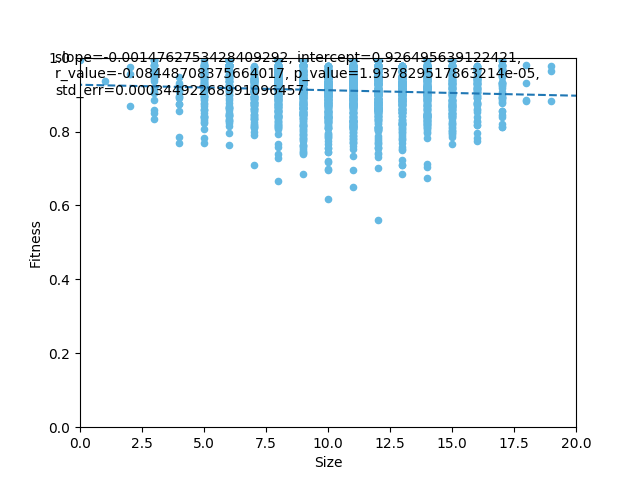 slope=-0.0014762753428409292, intercept=0.926495639122421,
r_value=-0.08448708375664017, p_value=1.937829517863214e-05,
std_err=0.00034492268991096457
1.0
0.8
0.6
0.4
0.2
0.0
Fitness
0.0 2.5 5.0 7.5 10.0 12.5 15.0 17.5 20.0
Size